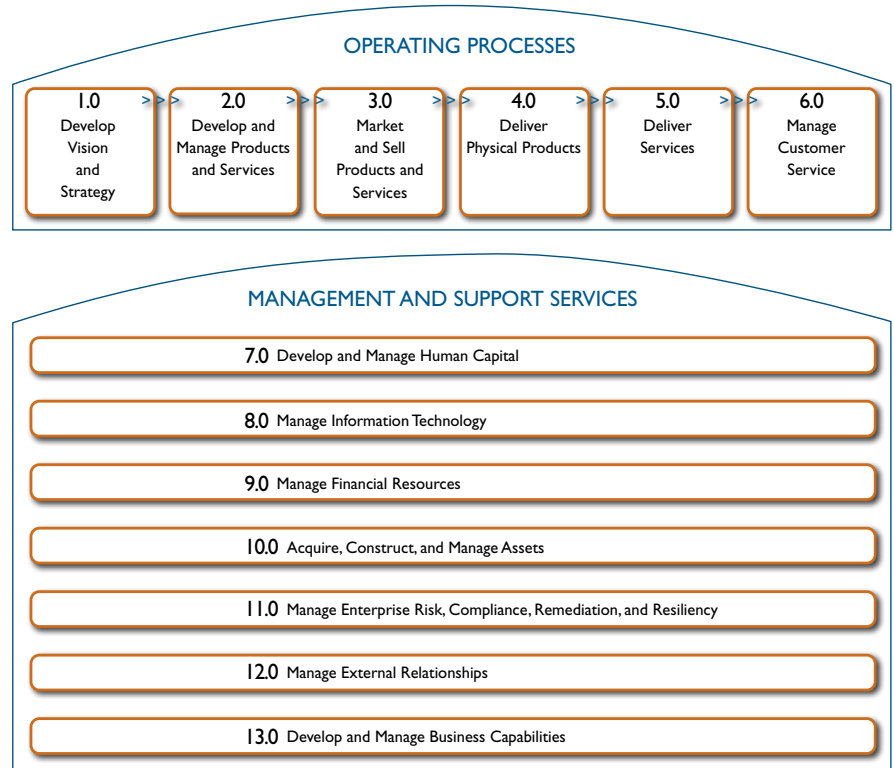 OPERATING PROCESSES
1.0
Develop
Vision
and
Strategy
> > >
2.0
Develop and
Manage Products
and Services
> > >
3.0
Market
and Sell
Products and
Services
> > >
4.0
Deliver
Physical Products
> > >
5.0
Deliver
Services
> > >
6.0
Manage
Customer
Service
MANAGEMENT AND SUPPORT SERVICES
7.0 Develop and Manage Human Capital
8.0 Manage Information Technology
9.0 Manage Financial Resources
10.0 Acquire, Construct, and Manage Assets
11.0 Manage Enterprise Risk, Compliance, Remediation, and Resiliency
12.0 Manage External Relationships
13.0 Develop and Manage Business Capabilities